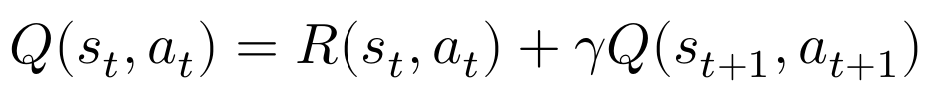 Q(s_t, a_t) = R(s_t, a_t) + γQ(s_{t+1}, a_{t+1})